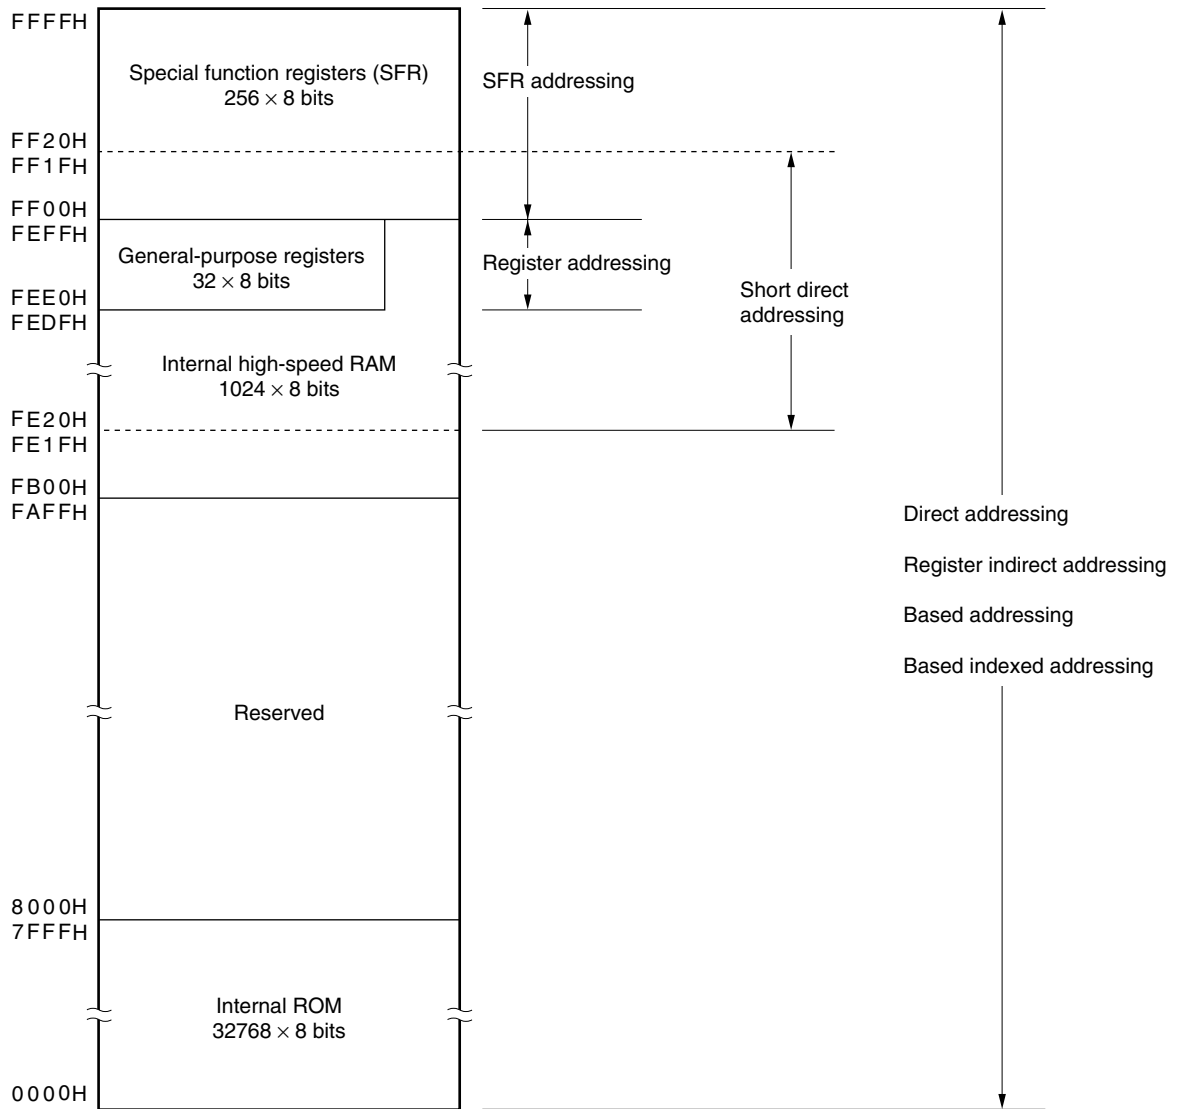 FFFFH
Special function registers (SFR)
256 × 8 bits
SFR addressing
FF20H
FF1FH
FF00H
FEFFH
General-purpose registers
32 × 8 bits
Register addressing
FEE0H
FEDFH
Short direct
addressing
Internal high-speed RAM
1024 × 8 bits
FE20H
FE1FH
FB00H
FAFFH
Direct addressing
Register indirect addressing
Based addressing
Based indexed addressing
Reserved
8000H
7FFFH
Internal ROM
32768 × 8 bits
0000H